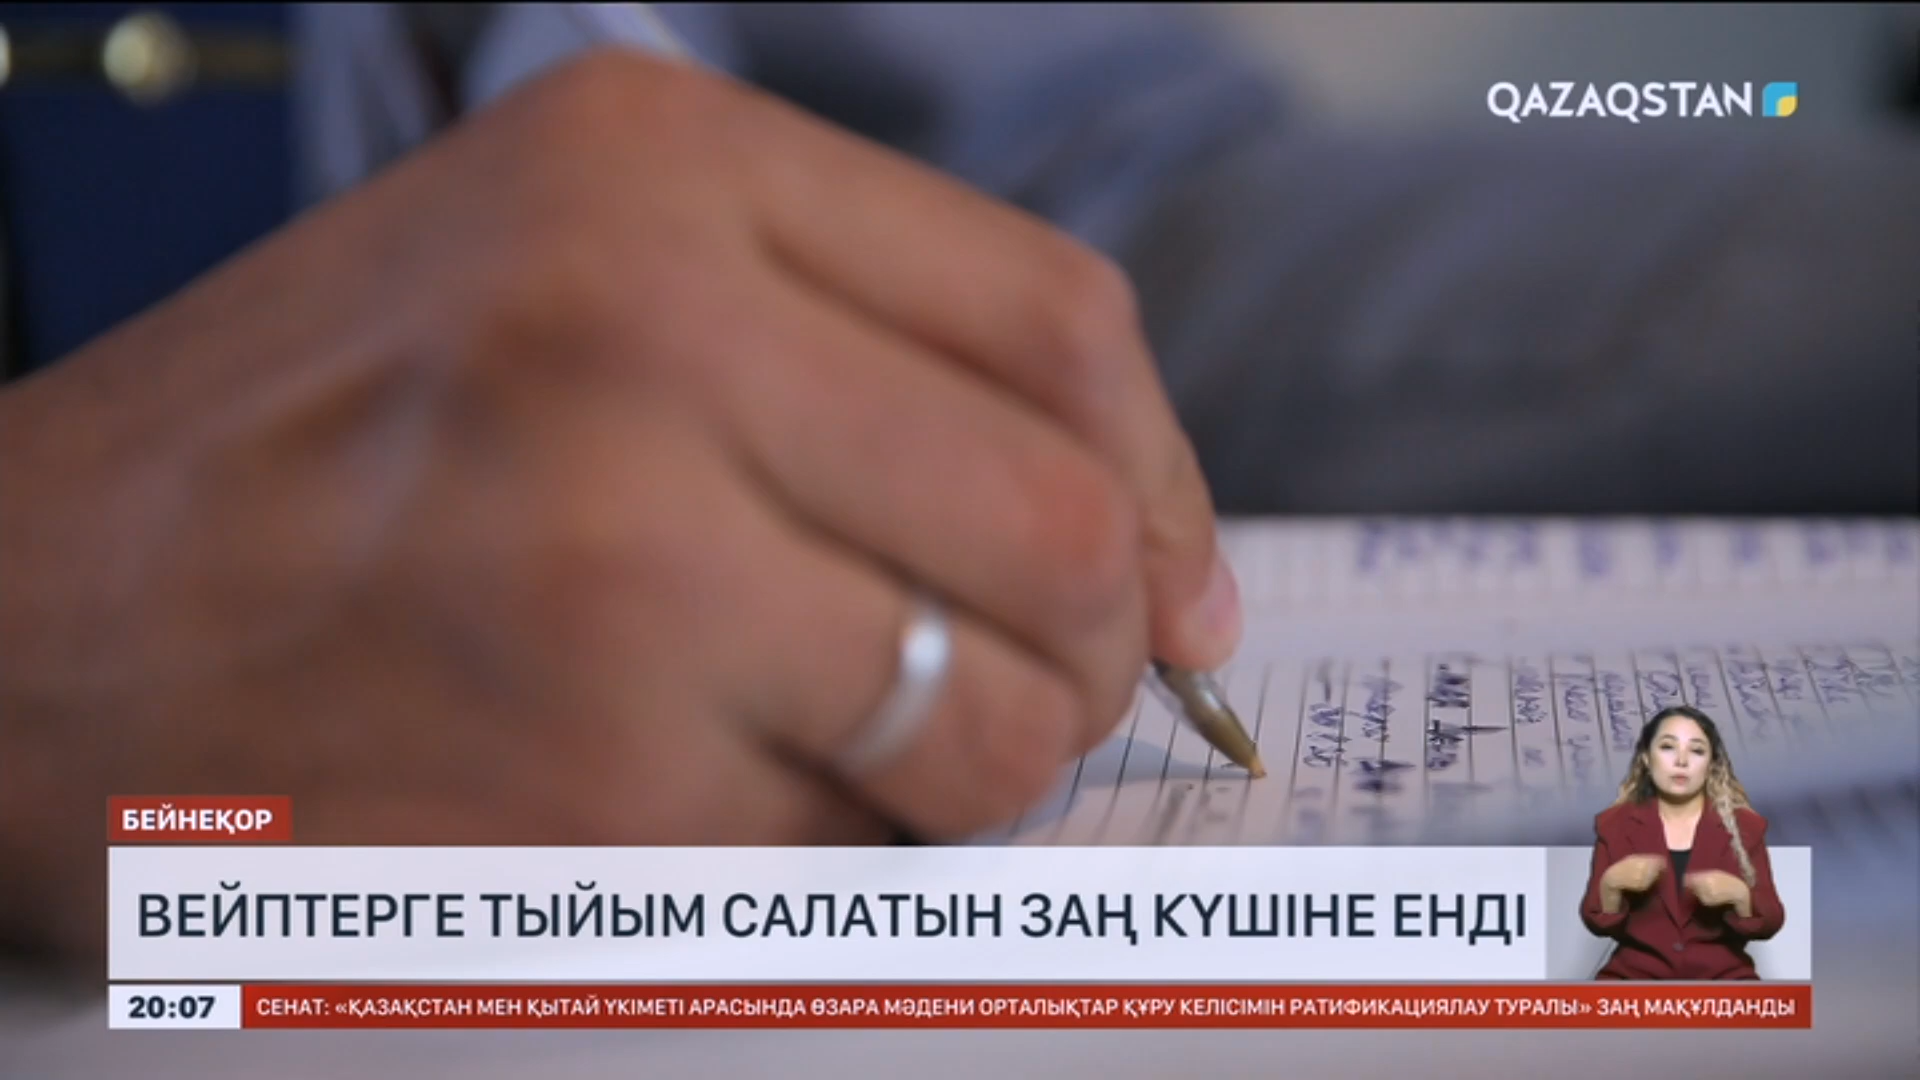 QAZAQSTAN
БЕЙНЕҚОР
ВЕЙПТЕРГЕ ТЫЙЫМ САЛАТЫН ЗАҢ КҮШІНЕ ЕНДІ
20:07 СЕНАТ: «ҚАЗАҚСТАН МЕН ҚЫТАЙ ҮКІМЕТІ АРАСЫНДА ӨЗАРА МӘДЕНИ ОРТАЛЫҚТАР ҚҰРУ КЕЛІСІМІН РАТИФИКАЦИЯЛАУ ТУРАЛЫ» ЗАҢ МАҚҰЛДАНДЫ